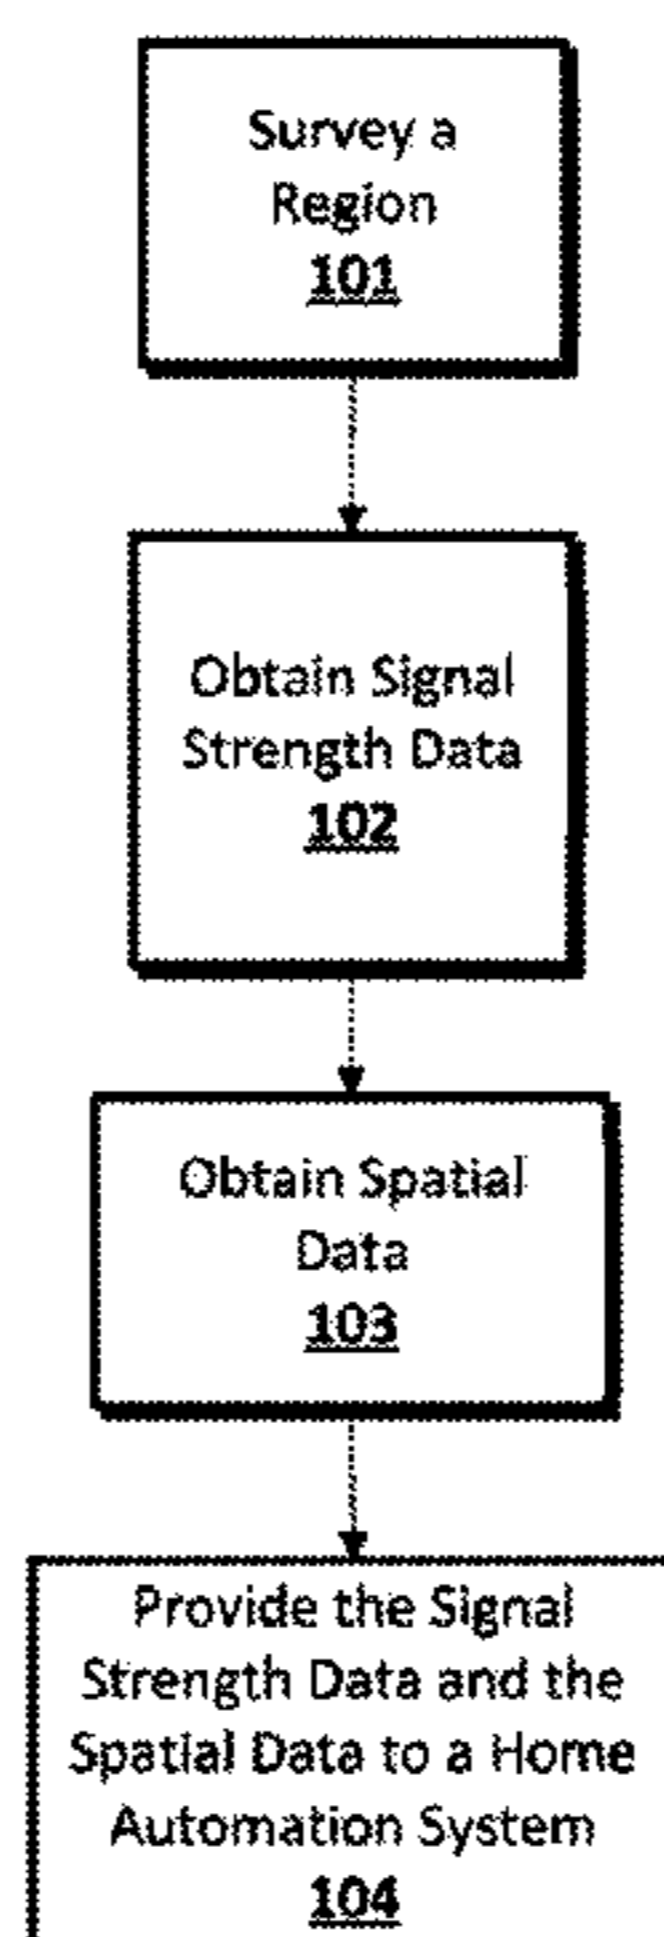 Survey a
Region
101
Obtain Signal
Strength Data
102
Obtain Spatial
Data
103
Provide the Signal
Strength Data and the
Spatial Data to a Home
Automation System
104